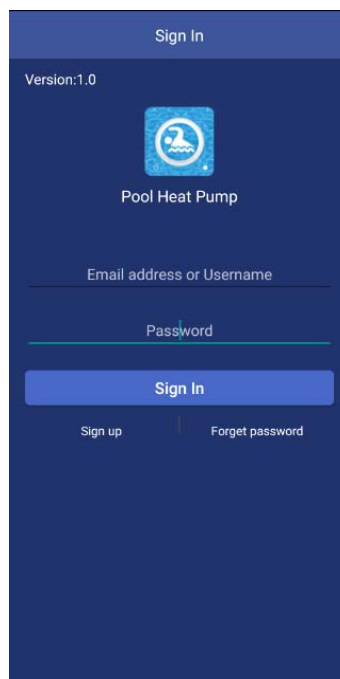 Sign In
Version:1.0
Pool Heat Pump
Email address or Username
Password
Sign In
Sign up Forget password